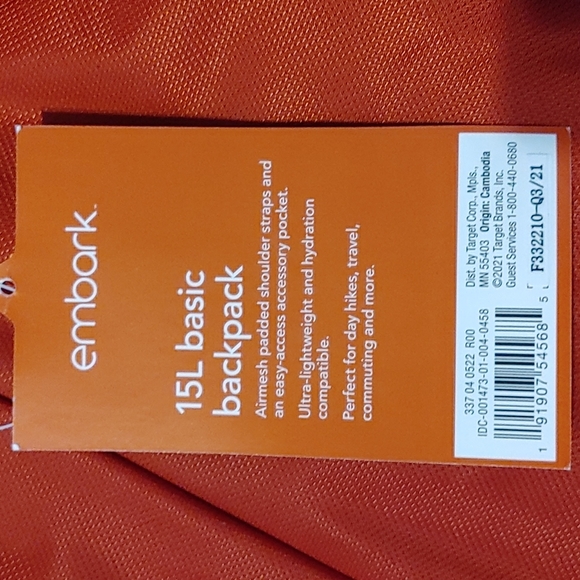 embark.
15L basic
backpack
Airmesh padded shoulder straps and
an easy-access accessory pocket.
Ultra-lightweight and hydration
compatible.
Perfect for day hikes, travel,
commuting and more.
337 04 0522 R00
IDC-001473-01-004-0458
1 91907 54568 5
Dist. by Target Corp., Mpls.,
MN 55403 Origin: Cambodia
©2021 Target Brands, Inc.
Guest Services 1-800-440-0680
F332210-Q3/21